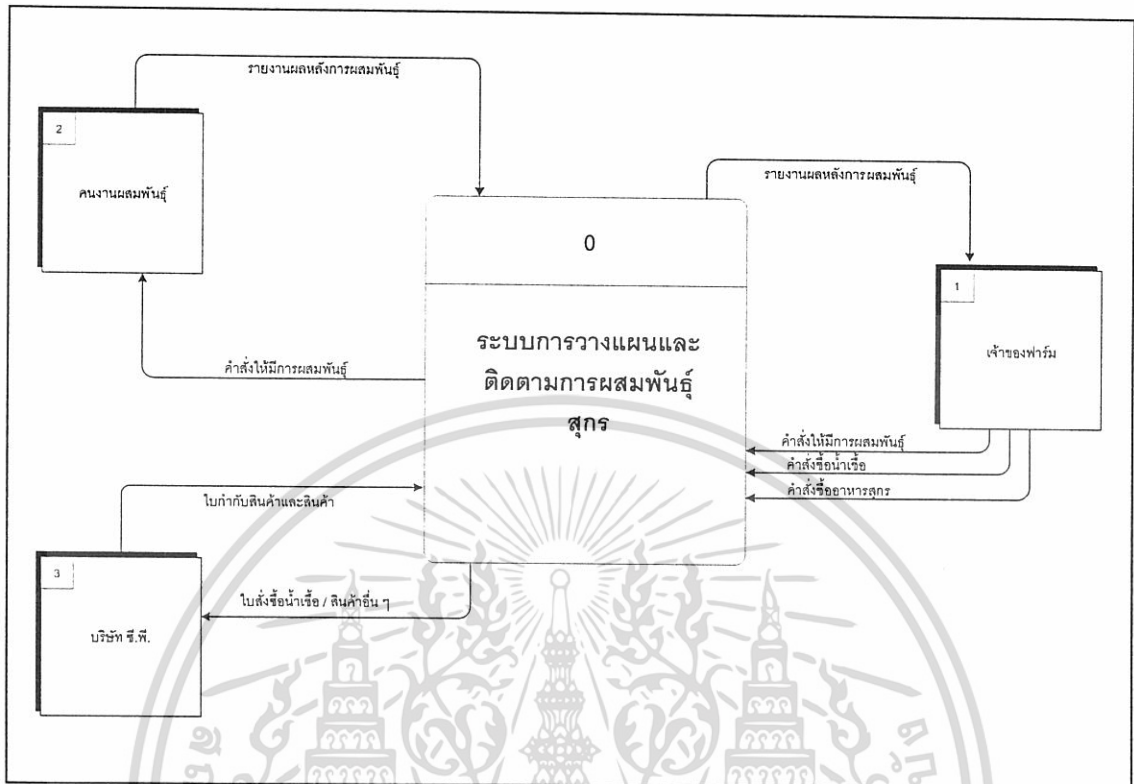 รายงานผลหลังการผสมพันธุ์
2
คนงานผสมพันธุ์
รายงานผลหลังการผสมพันธุ์
0
1
ระบบการวางแผนและ
ติดตามการผสมพันธุ์
สุกร
เจ้าของฟาร์ม
คำสั่งให้มีการผสมพันธุ์
คำสั่งให้มีการผสมพันธุ์
คำสั่งซื้อน้ำเชื้อ
คำสั่งซื้ออาหารสุกร
ใบกำกับสินค้าและสินค้า
3
ใบสั่งซื้อน้ำเชื้อ / สินค้าอื่น ๆ
บริษัท ซี.พี.